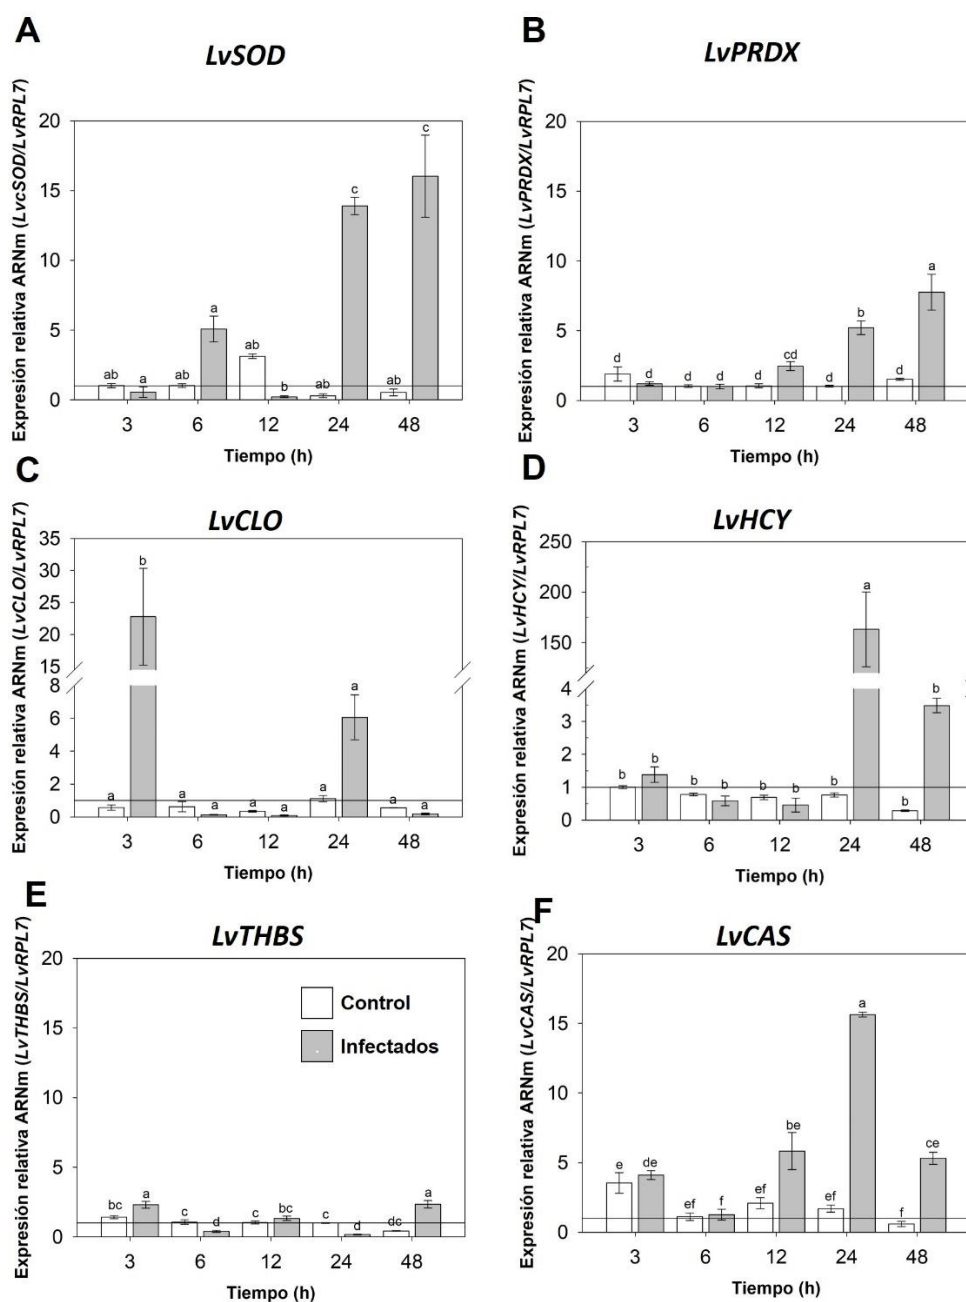 A
LvSOD
Expresión relativa ARNm (LvcSOD/LvRPL7)
20
15
10
5
0
ab
a
ab
a
ab
b
ab
c
ab
c
3 6 12 24 48
Tiempo (h)
B
LvPRDX
Expresión relativa ARNm (LvPRDX/LvRPL7)
20
15
10
5
0
d
d
d
d
d
cd
d
b
d
a
3 6 12 24 48
Tiempo (h)
C
LvCLO
Expresión relativa ARNm (LvCLO/LvRPL7)
35
30
25
20
15
8
6
4
2
0
a
b
a
a
a
a
a
a
a
a
3 6 12 24 48
Tiempo (h)
D
LvHCY
Expresión relativa ARNm (LvHCY/LvRPL7)
250
200
150
4
3
2
1
0
b
b
b
b
b
b
b
a
b
b
3 6 12 24 48
Tiempo (h)
E
LvTHBS
Expresión relativa ARNm (LvTHBS/LvRPL7)
20
15
10
5
0
Control
Infectados
bc
a
c
d
c
bc
c
d
dc
a
3 6 12 24 48
Tiempo (h)
F
LvCAS
Expresión relativa ARNm (LvCAS/LvRPL7)
20
15
10
5
0
e
de
ef
f
ef
be
ef
a
f
ce
3 6 12 24 48
Tiempo (h)